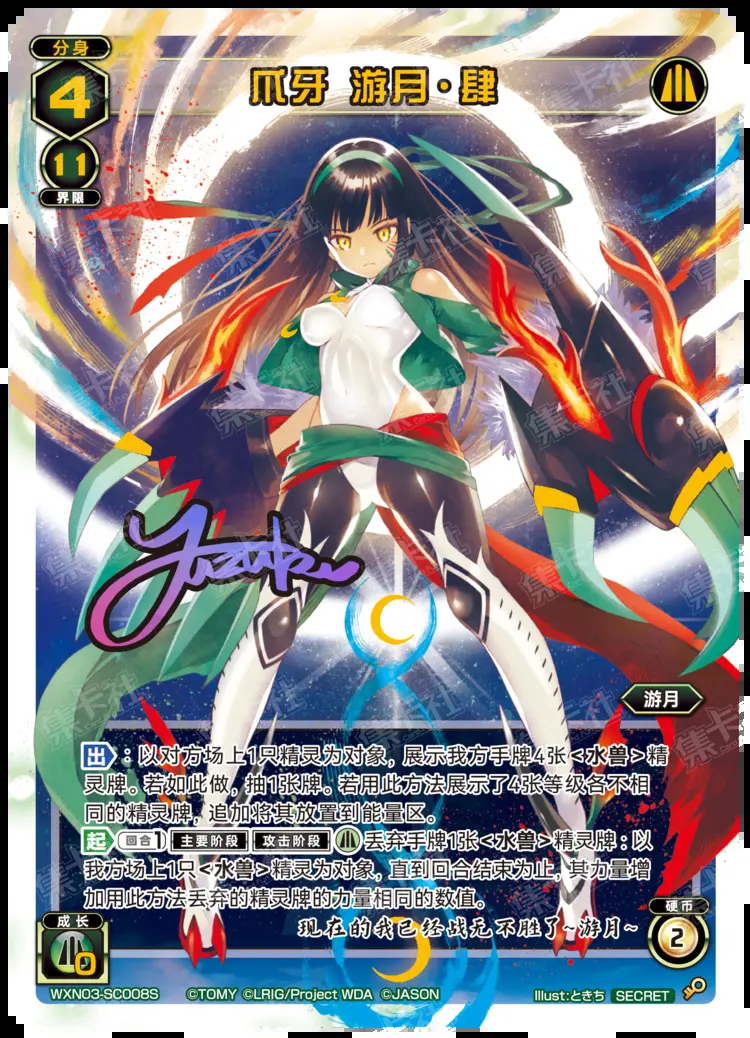 分身
4
爪牙 游月·肆
11
界限
Yuzuki
游月
出：以对方场上1只精灵为对象，展示我方手牌4张<水兽>精
灵牌。若如此做，抽1张牌。若用此方法展示了4张等级各不相
同的精灵牌，追加将其放置到能量区。
起 回合1 主要阶段 攻击阶段 丢弃手牌1张<水兽>精灵牌：以
我方场上1只<水兽>精灵为对象，直到回合结束为止，其力量增
加用此方法丢弃的精灵牌的力量相同的数值。
现在的我已经战无不胜了~游月~
成长
0
硬币
2
WXN03-SC008S ©TOMY ©LRIG/Project WDA ©JASON Illust:ときち SECRET
集卡社